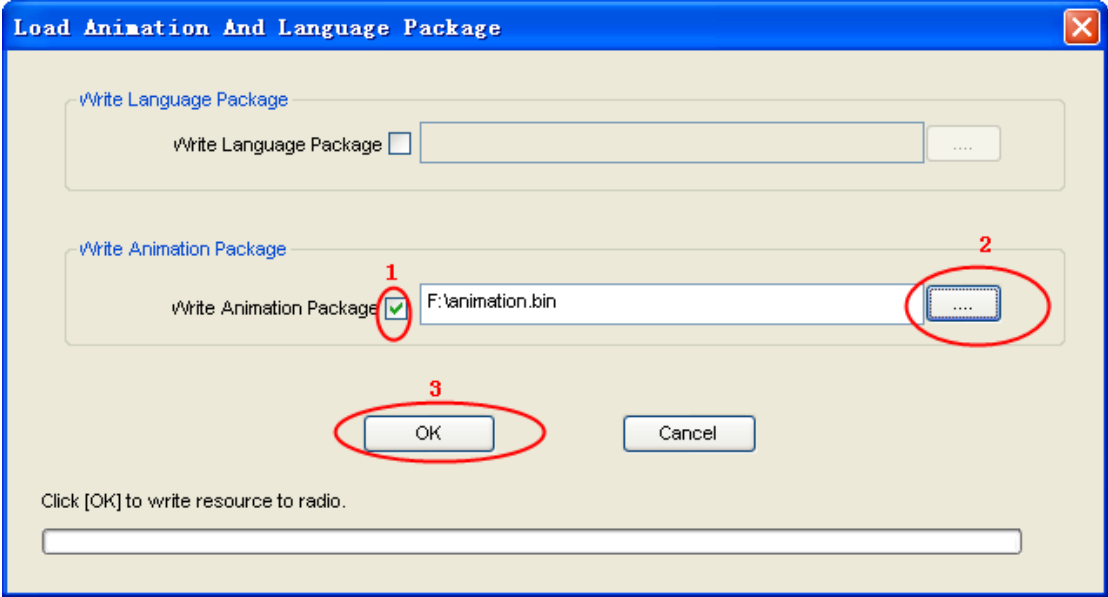 Load Animation And Language Package
Write Language Package
Write Language Package
....
Write Animation Package
2
1
Write Animation Package F:\animation.bin ....
3
OK Cancel
Click [OK] to write resource to radio.